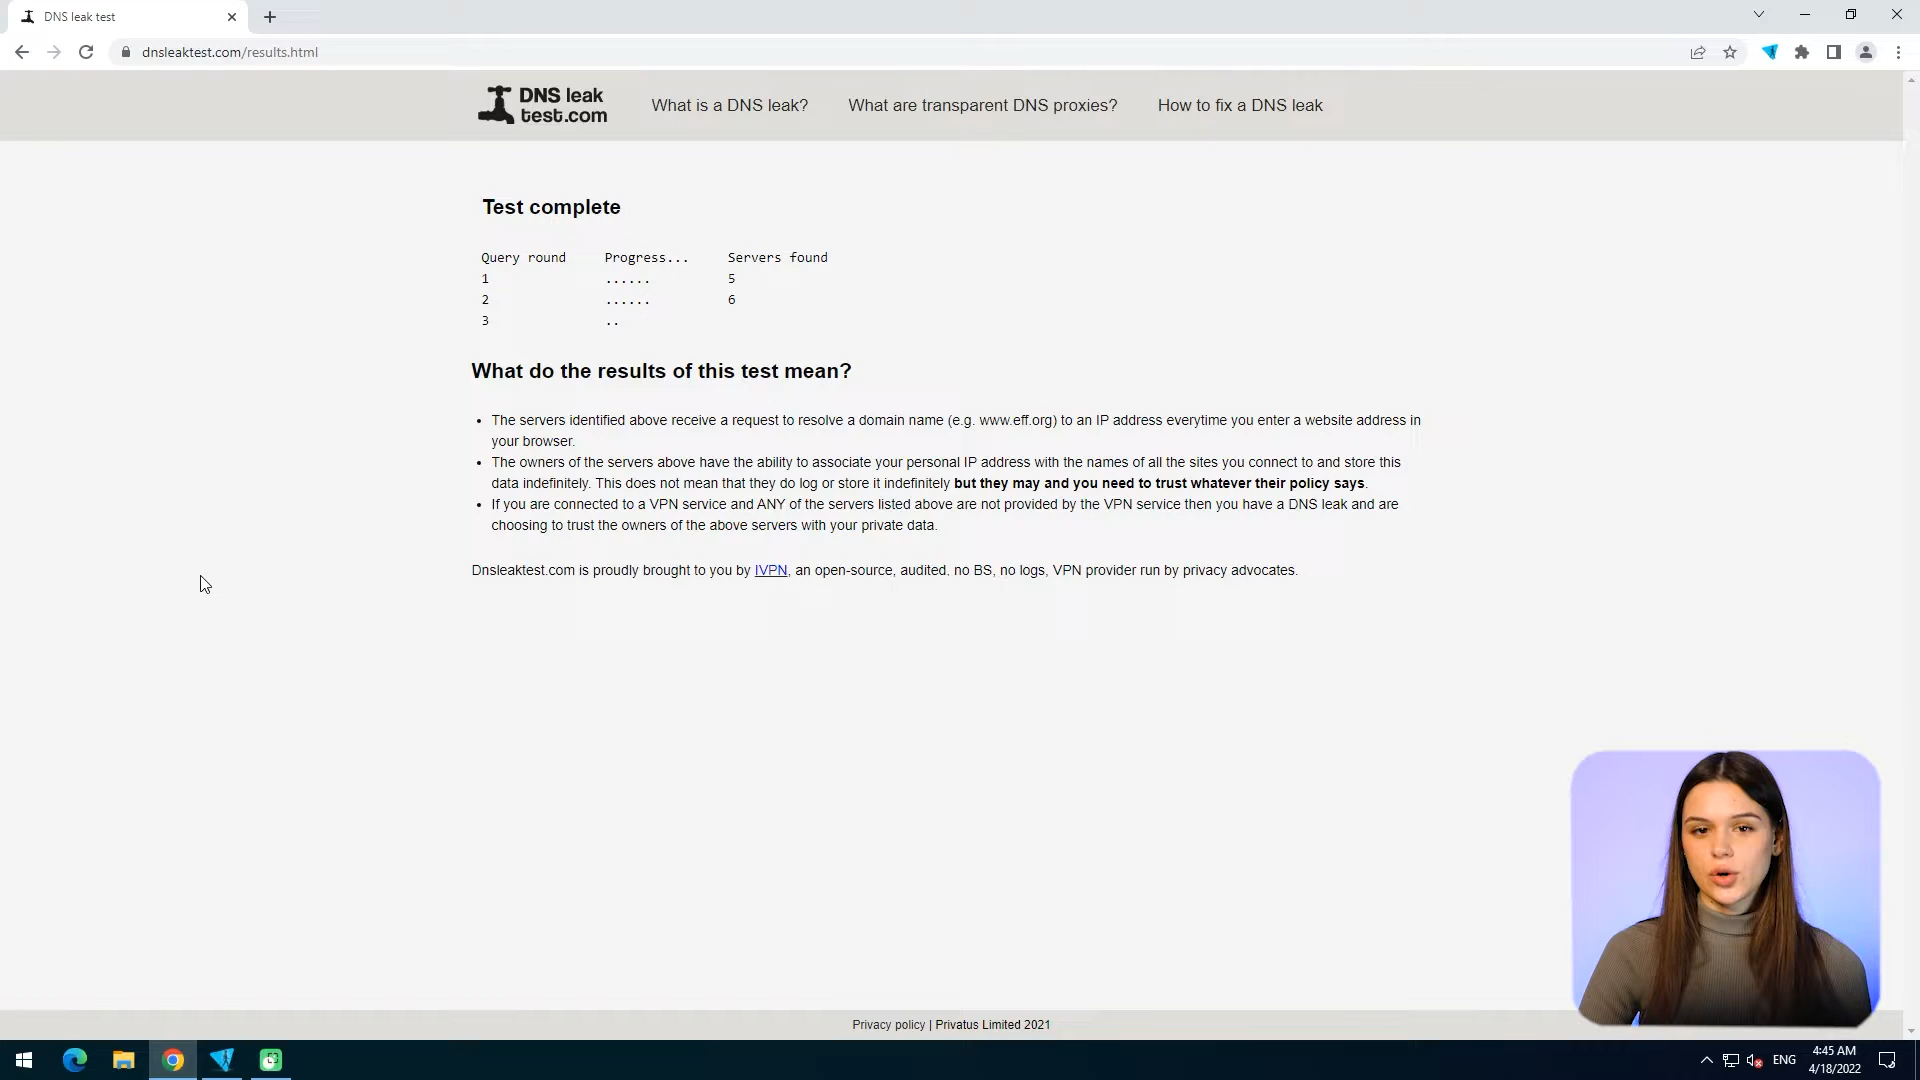 DNS leak test
dnsleaktest.com/results.html
DNS leak
test.com
What is a DNS leak?
What are transparent DNS proxies?
How to fix a DNS leak
Test complete
Query round Progress... Servers found
1 ...... 5
2 ...... 6
3 ..
What do the results of this test mean?
• The servers identified above receive a request to resolve a domain name (e.g. www.eff.org) to an IP address everytime you enter a website address in
your browser.
• The owners of the servers above have the ability to associate your personal IP address with the names of all the sites you connect to and store this
data indefinitely. This does not mean that they do log or store it indefinitely but they may and you need to trust whatever their policy says.
• If you are connected to a VPN service and ANY of the servers listed above are not provided by the VPN service then you have a DNS leak and are
choosing to trust the owners of the above servers with your private data.
Dnsleaktest.com is proudly brought to you by IVPN, an open-source, audited. no BS, no logs, VPN provider run by privacy advocates.
Privacy policy | Privatus Limited 2021
ENG
4:45 AM
4/18/2022